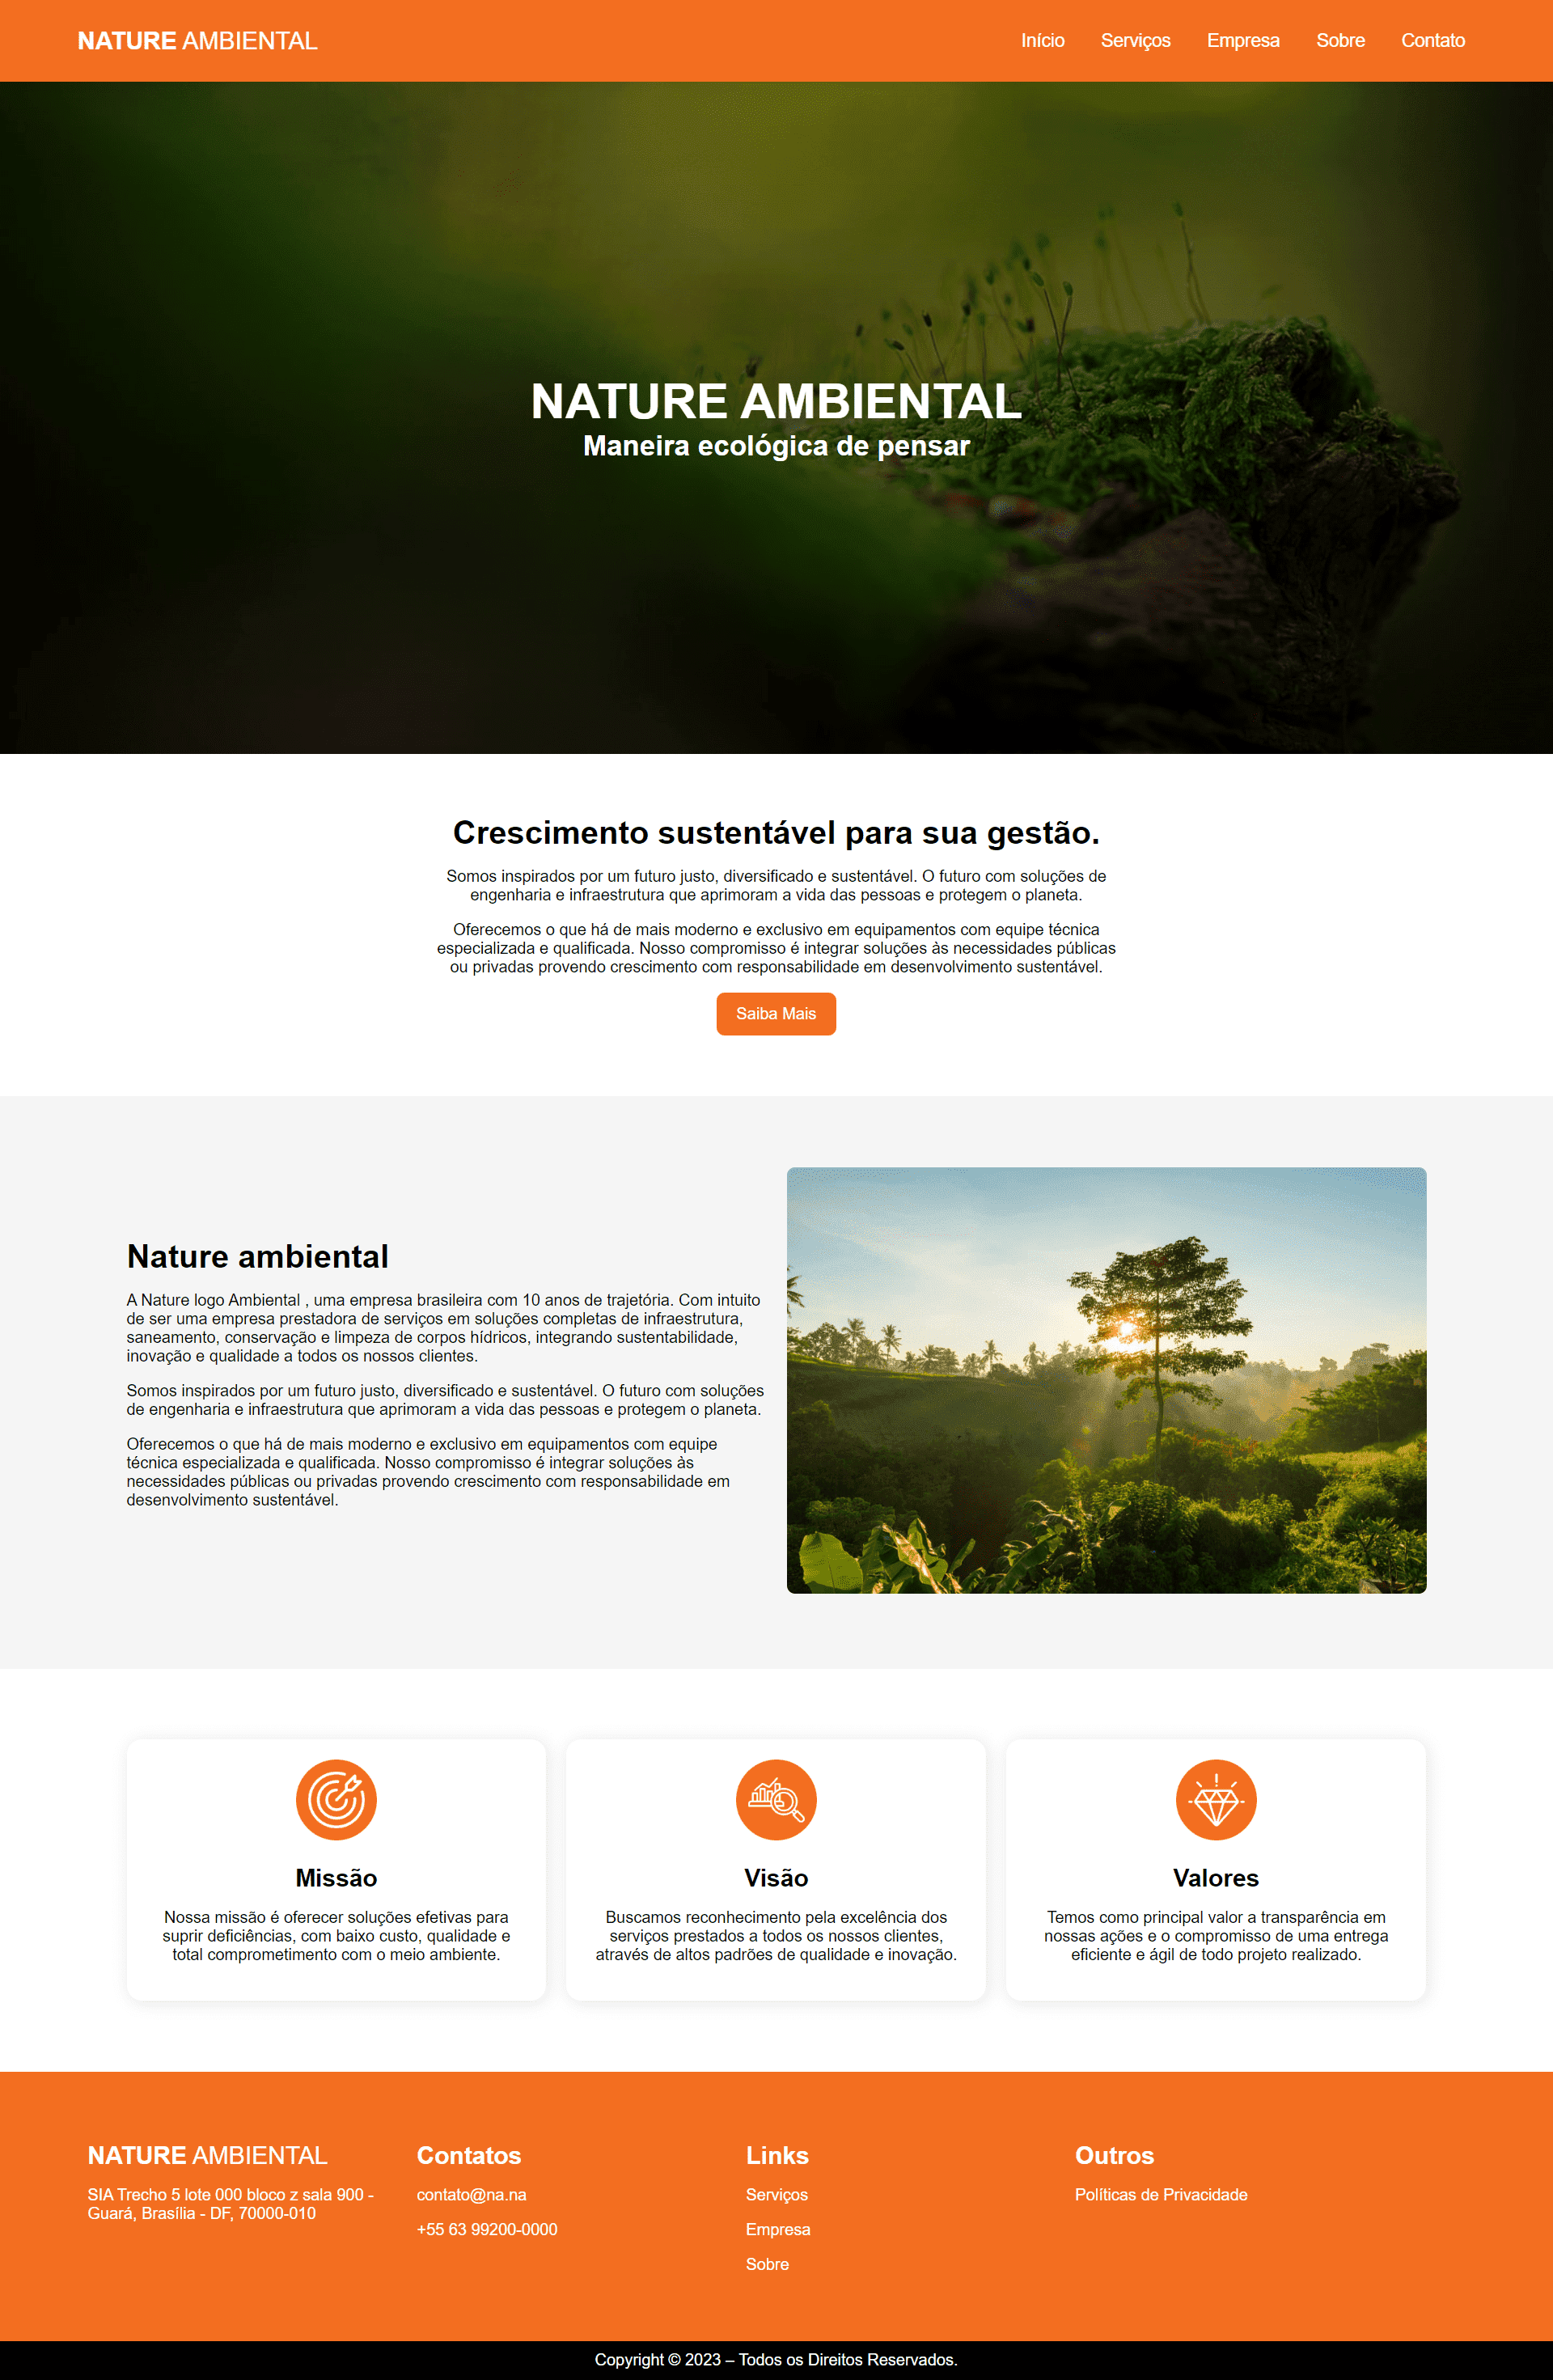 NATURE AMBIENTAL
Início
Serviços
Empresa
Sobre
Contato
NATURE AMBIENTAL
Maneira ecológica de pensar
Crescimento sustentável para sua gestão.
Somos inspirados por um futuro justo, diversificado e sustentável. O futuro com soluções de
engenharia e infraestrutura que aprimoram a vida das pessoas e protegem o planeta.
Oferecemos o que há de mais moderno e exclusivo em equipamentos com equipe técnica
especializada e qualificada. Nosso compromisso é integrar soluções às necessidades públicas
ou privadas provendo crescimento com responsabilidade em desenvolvimento sustentável.
Saiba Mais
Nature ambiental
A Nature logo Ambiental , uma empresa brasileira com 10 anos de trajetória. Com intuito
de ser uma empresa prestadora de serviços em soluções completas de infraestrutura,
saneamento, conservação e limpeza de corpos hídricos, integrando sustentabilidade,
inovação e qualidade a todos os nossos clientes.
Somos inspirados por um futuro justo, diversificado e sustentável. O futuro com soluções
de engenharia e infraestrutura que aprimoram a vida das pessoas e protegem o planeta.
Oferecemos o que há de mais moderno e exclusivo em equipamentos com equipe
técnica especializada e qualificada. Nosso compromisso é integrar soluções às
necessidades públicas ou privadas provendo crescimento com responsabilidade em
desenvolvimento sustentável.
Missão
Nossa missão é oferecer soluções efetivas para
suprir deficiências, com baixo custo, qualidade e
total comprometimento com o meio ambiente.
Visão
Buscamos reconhecimento pela excelência dos
serviços prestados a todos os nossos clientes,
através de altos padrões de qualidade e inovação.
Valores
Temos como principal valor a transparência em
nossas ações e o compromisso de uma entrega
eficiente e ágil de todo projeto realizado.
NATURE AMBIENTAL
SIA Trecho 5 lote 000 bloco z sala 900 -
Guará, Brasília - DF, 70000-010
Contatos
contato@na.na
+55 63 99200-0000
Links
Serviços
Empresa
Sobre
Outros
Políticas de Privacidade
Copyright © 2023 – Todos os Direitos Reservados.